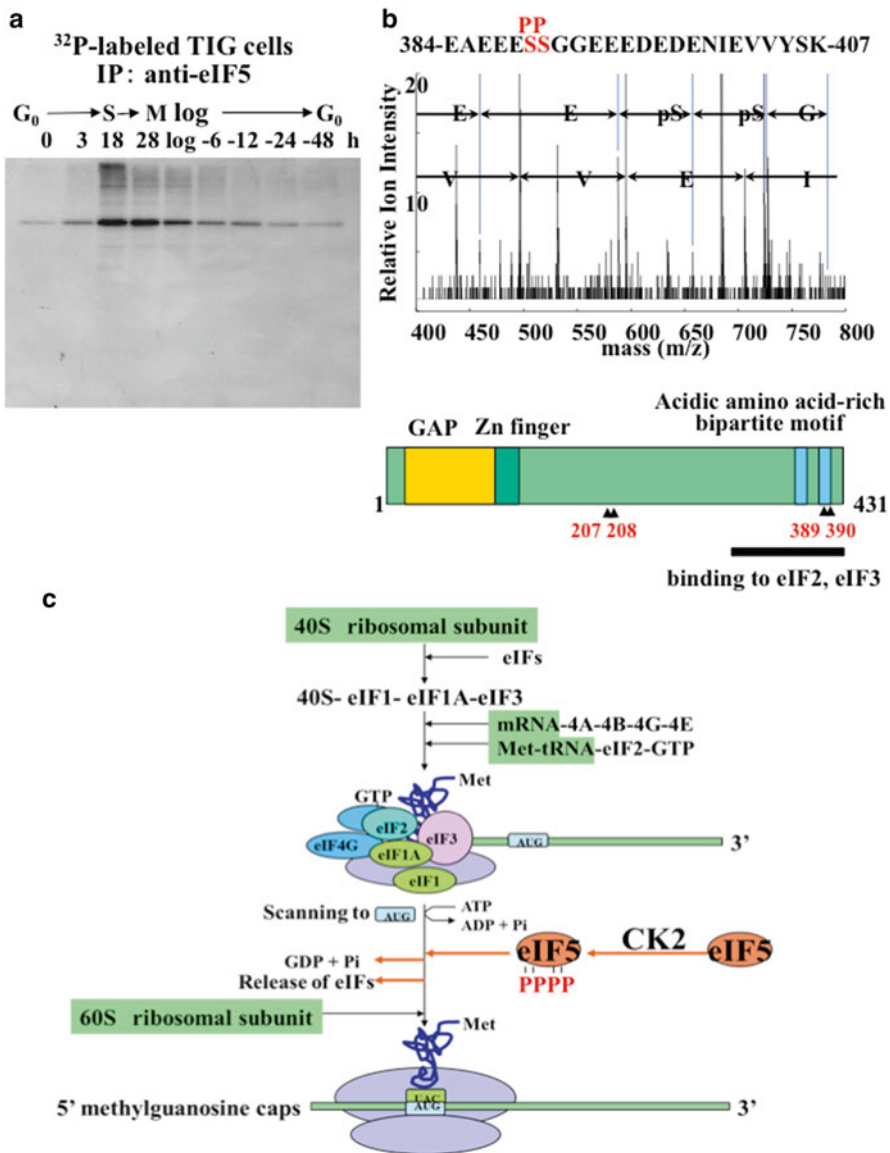 a
32P-labeled TIG cells
IP: anti-eIF5
G0 S M log G0
0 3 18 28 log -6 -12 -24 -48 h
b
PP
384-EAEEESSGGEEEDEDENIEVVYSK-407
Relative Ion Intensity
20
10
E E pS pS G
V V E I
400 450 500 550 600 650 700 750 800
mass (m/z)
Acidic amino acid-rich
bipartite motif
GAP Zn finger
1 431
207 208 389 390
binding to eIF2, eIF3
c
40S ribosomal subunit
eIFs
40S- eIF1- eIF1A-eIF3
mRNA-4A-4B-4G-4E
Met-tRNA-eIF2-GTP
Met
GTP
eIF2
eIF3
eIF4G
eIF1A
eIF1
AUG
3’
Scanning to AUG
ATP
ADP + Pi
GDP + Pi
Release of eIFs
eIF5 CK2 eIF5
PPPP
60S ribosomal subunit
Met
UAC
AUG
5’ methylguanosine caps 3’